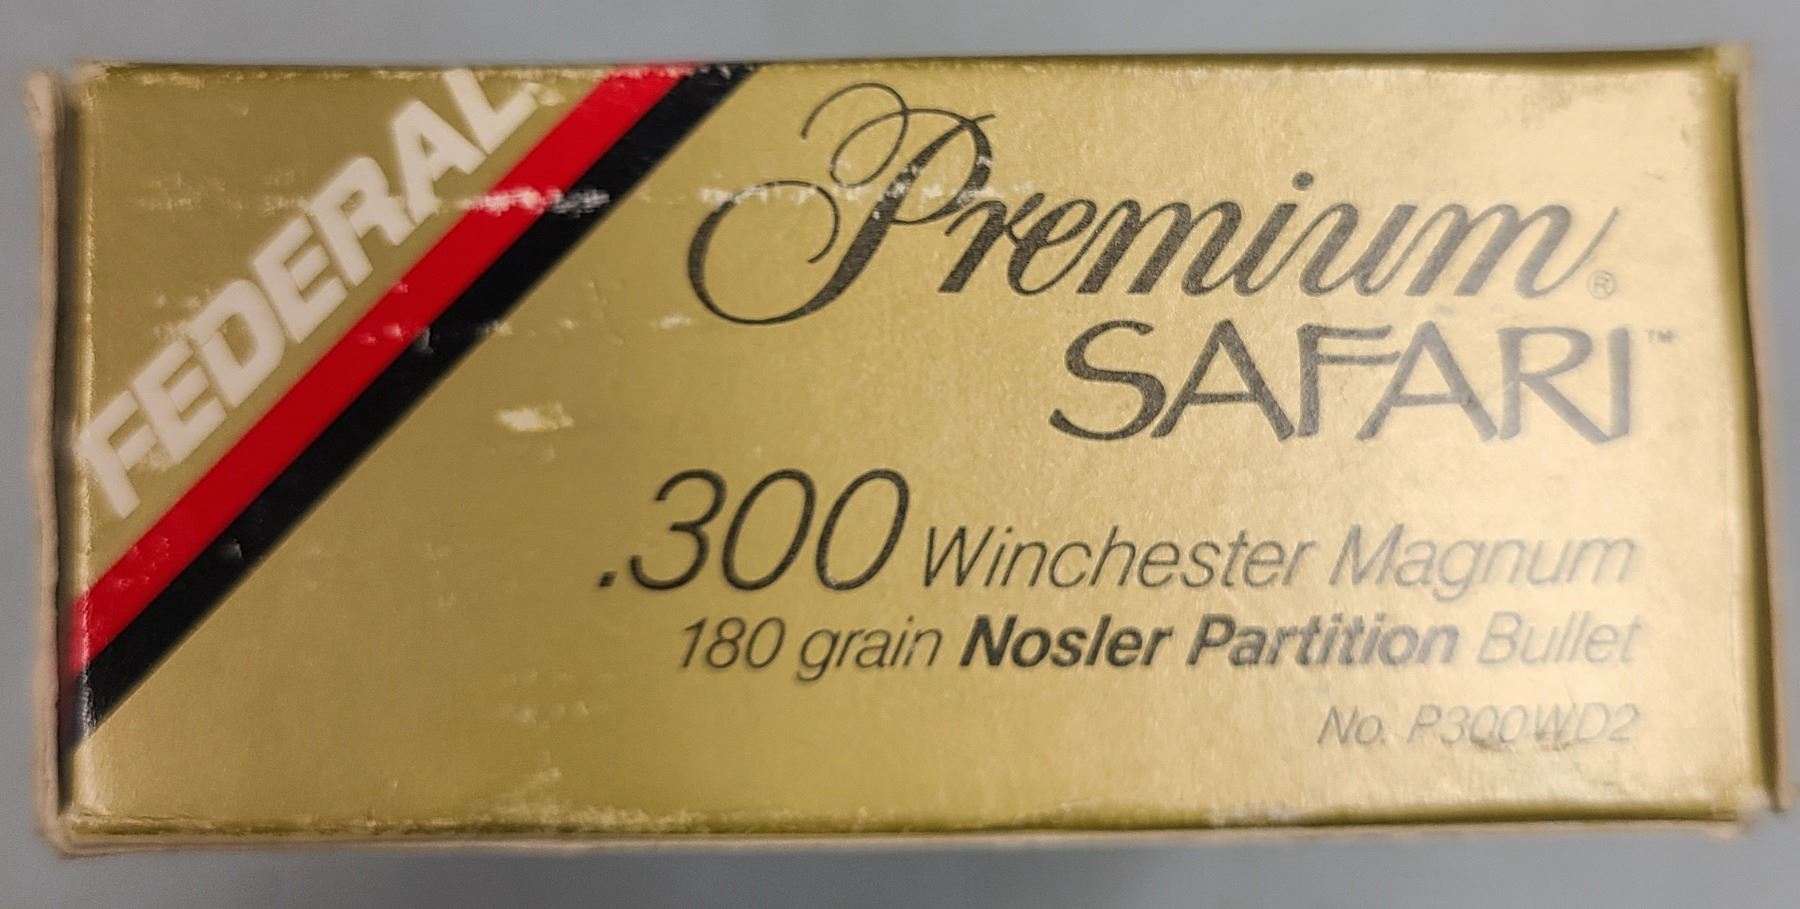 FEDERAL
Premium®
SAFARI™
.300 Winchester Magnum
180 grain Nosler Partition Bullet
No. P300WD2